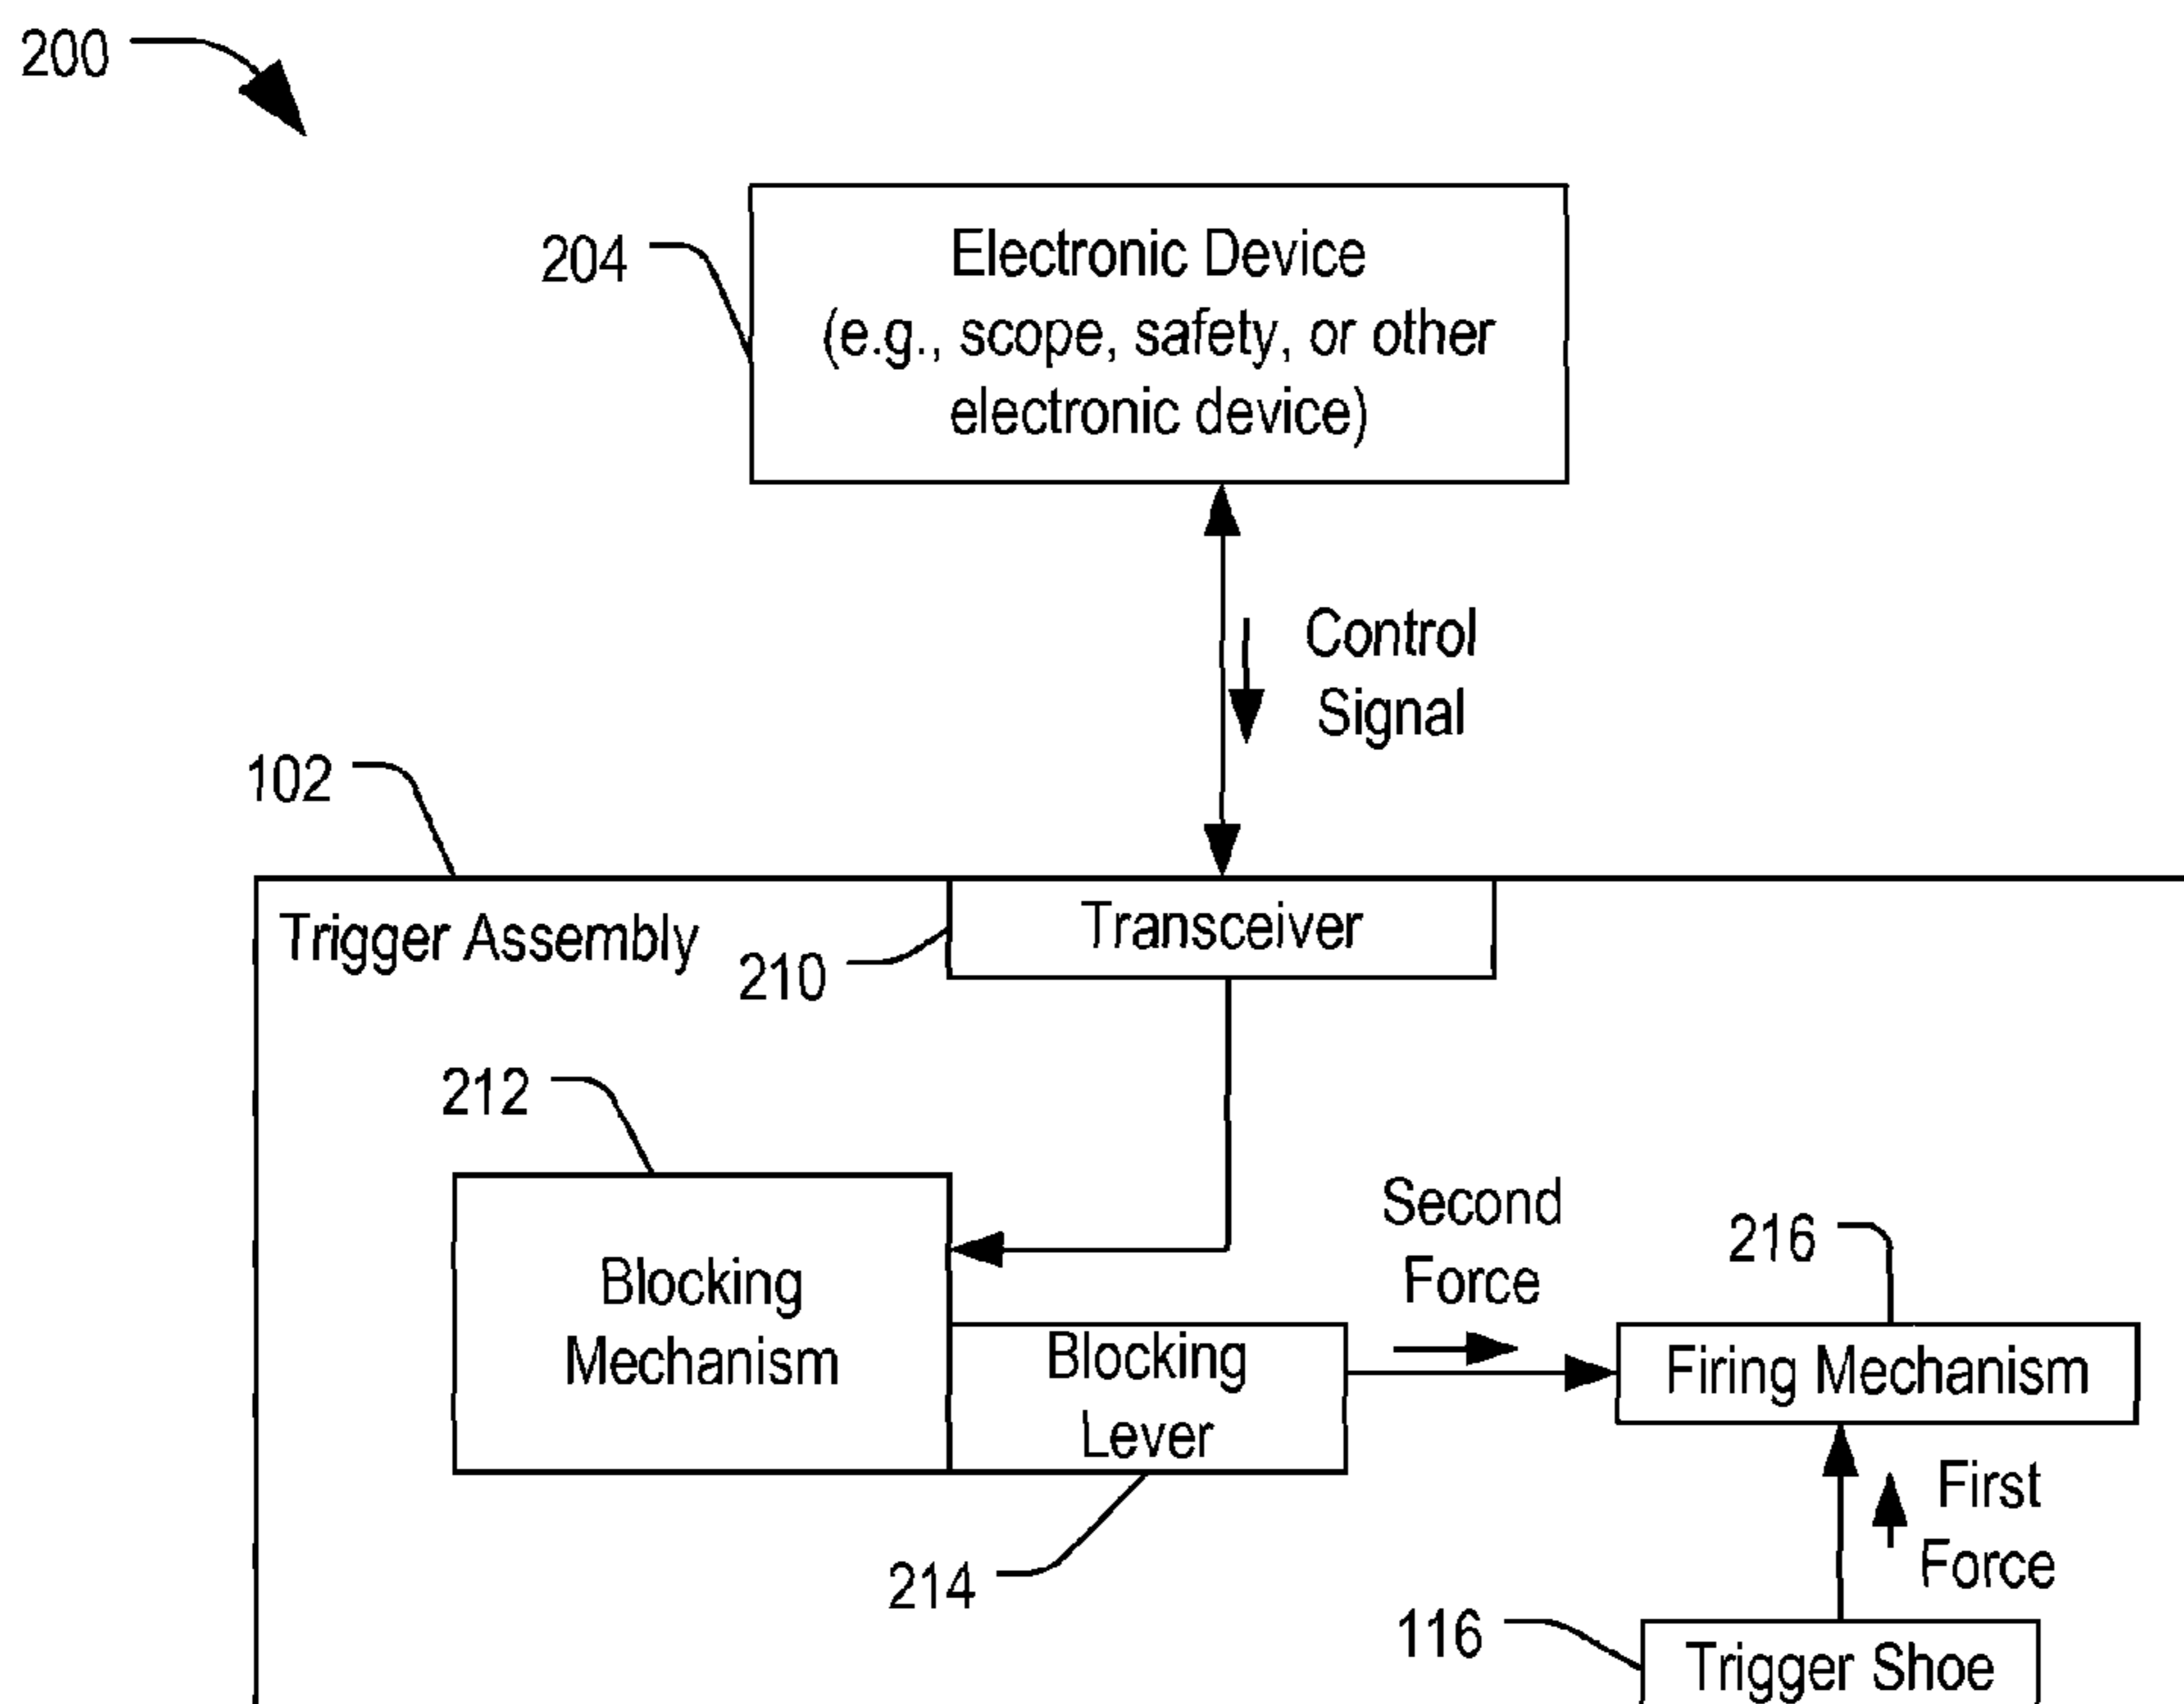 200
204
Electronic Device
(e.g., scope, safety, or other
electronic device)
Control
Signal
102
Trigger Assembly
210
Transceiver
212
Blocking
Mechanism
Second
Force
216
Blocking
Lever
Firing Mechanism
214
First
Force
116
Trigger Shoe